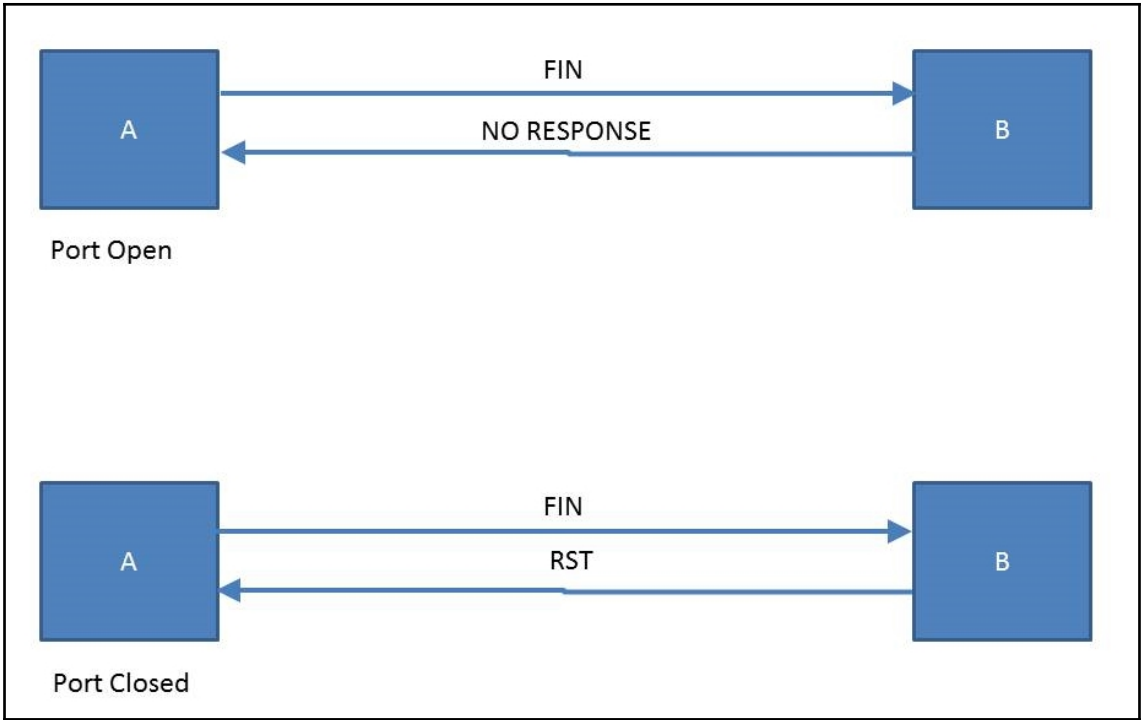 FIN
A
NO RESPONSE
B
Port Open
FIN
A
RST
B
Port Closed